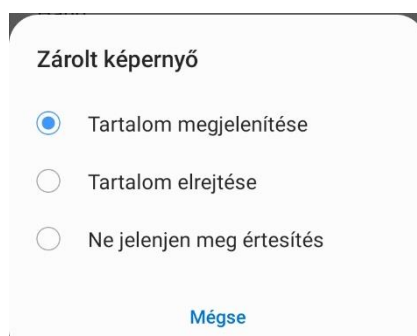 Zárolt képernyő
Tartalom megjelenítése
Tartalom elrejtése
Ne jelenjen meg értesítés
Mégse